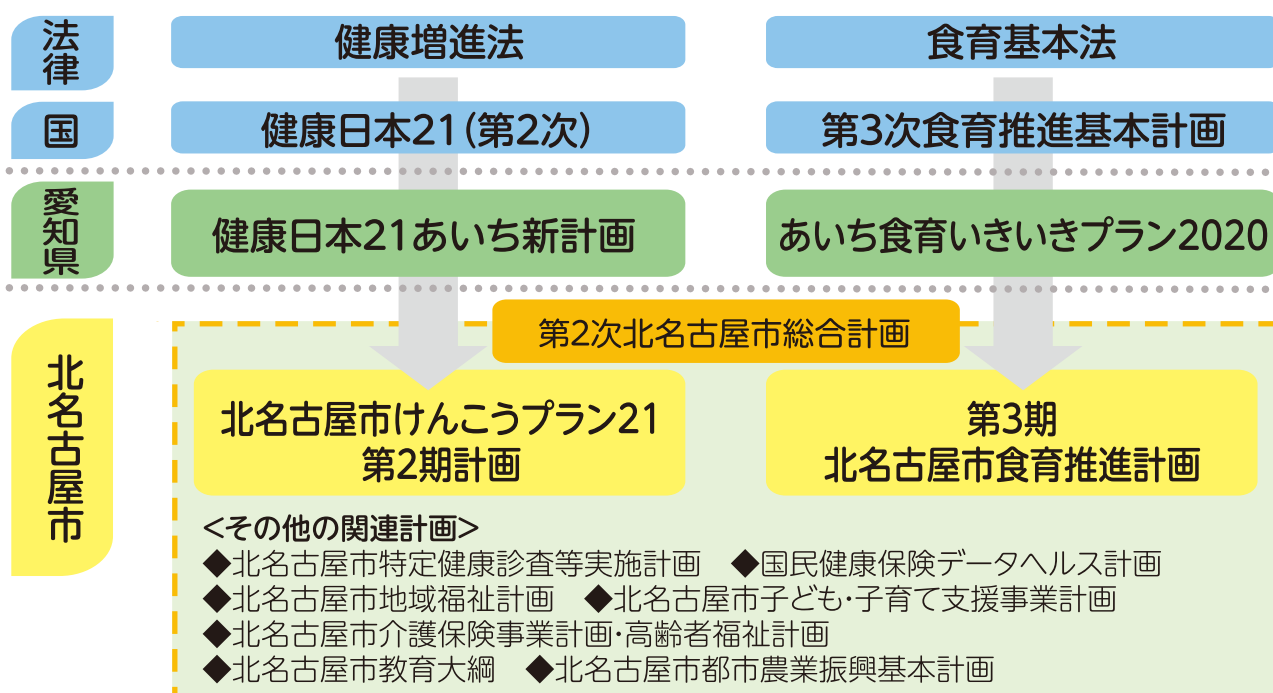 法律
健康増進法
食育基本法
国
健康日本21（第2次）
第3次食育推進基本計画
愛知県
健康日本21あいち新計画
あいち食育いきいきプラン2020
北名古屋市
第2次北名古屋市総合計画
北名古屋市けんこうプラン21
第2期計画
第3期
北名古屋市食育推進計画
<その他の関連計画>
◆北名古屋市特定健康診査等実施計画　◆国民健康保険データヘルス計画
◆北名古屋市地域福祉計画　◆北名古屋市子ども・子育て支援事業計画
◆北名古屋市介護保険事業計画・高齢者福祉計画
◆北名古屋市教育大綱　◆北名古屋市都市農業振興基本計画